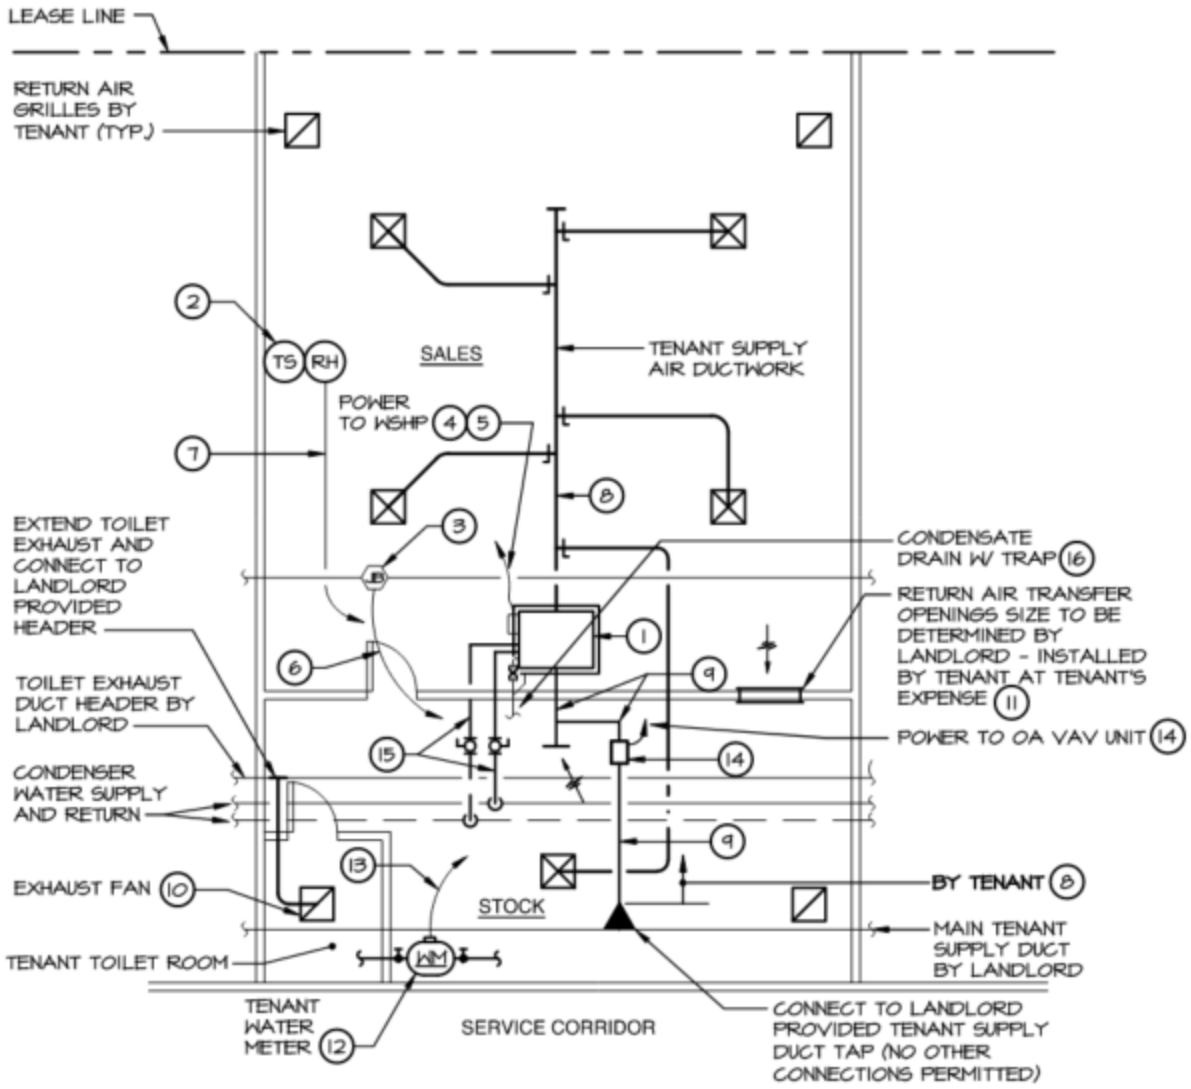 LEASE LINE
RETURN AIR
GRILLES BY
TENANT (TYP.)
2
TS RH
SALES
TENANT SUPPLY
AIR DUCTWORK
POWER
TO WSHP 4 5
7
8
3
EXTEND TOILET
EXHAUST AND
CONNECT TO
LANDLORD
PROVIDED
HEADER
JB
CONDENSATE
DRAIN W/ TRAP 16
RETURN AIR TRANSFER
OPENINGS SIZE TO BE
DETERMINED BY
LANDLORD - INSTALLED
BY TENANT AT TENANT'S
EXPENSE 11
1
6
9
TOILET EXHAUST
DUCT HEADER BY
LANDLORD
POWER TO OA VAV UNIT 14
15
14
CONDENSER
WATER SUPPLY
AND RETURN
13
9
EXHAUST FAN 10
BY TENANT 8
STOCK
MAIN TENANT
SUPPLY DUCT
BY LANDLORD
TENANT TOILET ROOM
WM
TENANT
WATER
METER 12
SERVICE CORRIDOR
CONNECT TO LANDLORD
PROVIDED TENANT SUPPLY
DUCT TAP (NO OTHER
CONNECTIONS PERMITTED)